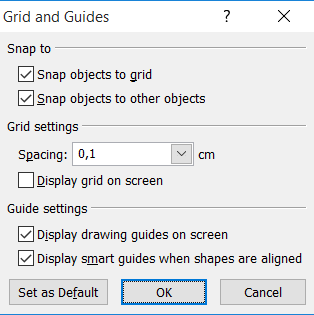 Grid and Guides ?
Snap to
Snap objects to grid
Snap objects to other objects
Grid settings
Spacing: 0,1 cm
Display grid on screen
Guide settings
Display drawing guides on screen
Display smart guides when shapes are aligned
Set as Default OK Cancel